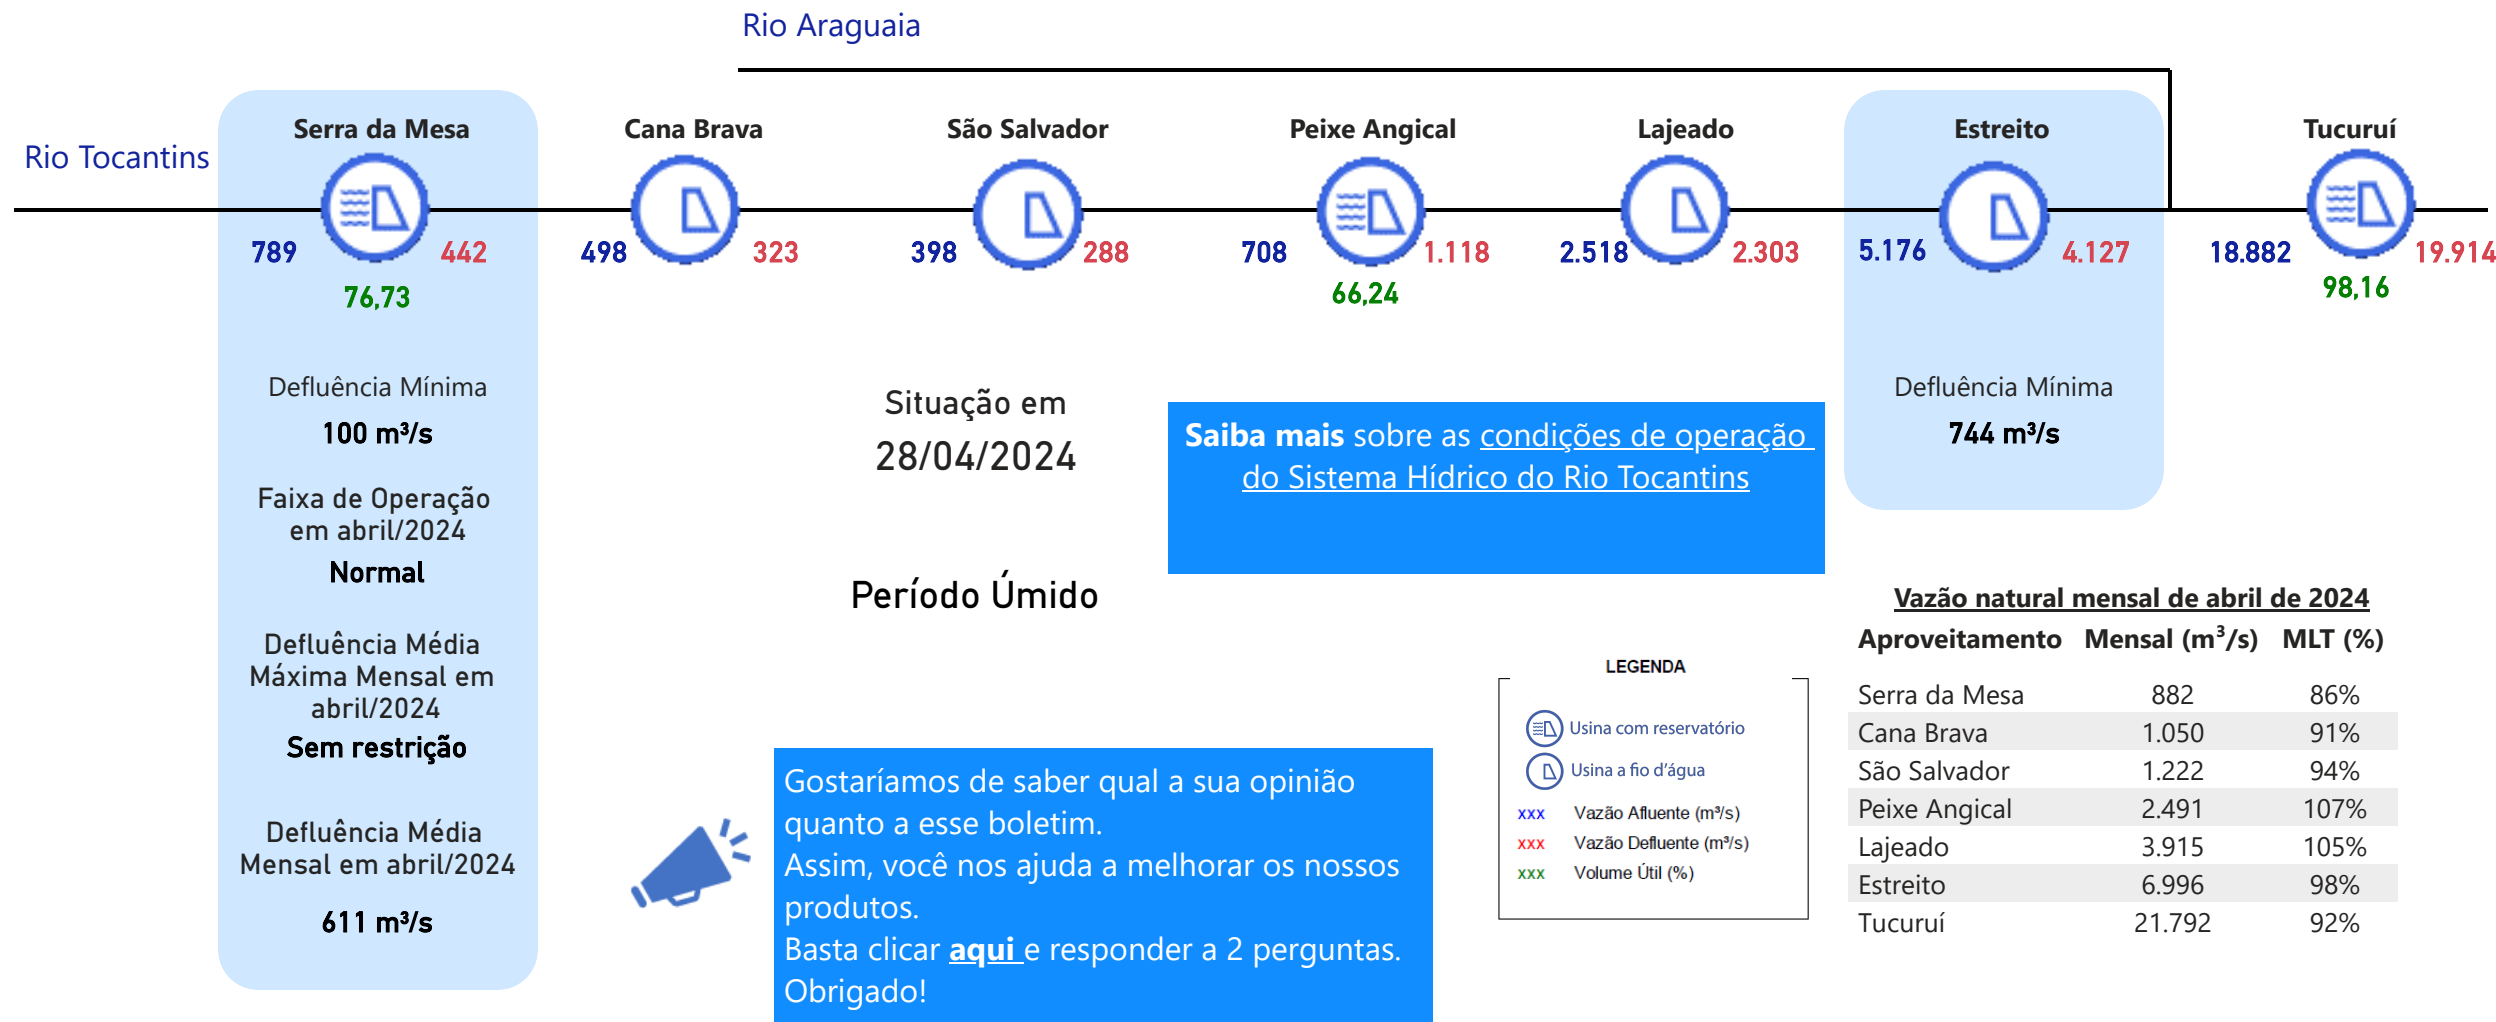 Rio Araguaia
Rio Tocantins
Serra da Mesa
Cana Brava
São Salvador
Peixe Angical
Lajeado
Estreito
Tucuruí
789
442
498
323
398
288
708
1.118
2.518
2.303
5.176
4.127
18.882
19.914
76,73
66,24
98,16
Defluência Mínima
100 m³/s
Faixa de Operação
em abril/2024
Normal
Defluência Média
Máxima Mensal em
abril/2024
Sem restrição
Defluência Média
Mensal em abril/2024
611 m³/s
Situação em
28/04/2024
Período Úmido
Saiba mais sobre as condições de operação
do Sistema Hídrico do Rio Tocantins
Defluência Mínima
744 m³/s
Gostaríamos de saber qual a sua opinião
quanto a esse boletim.
Assim, você nos ajuda a melhorar os nossos
produtos.
Basta clicar aqui e responder a 2 perguntas.
Obrigado!
LEGENDA
Usina com reservatório
Usina a fio d’água
xxx Vazão Afluente (m³/s)
xxx Vazão Defluente (m³/s)
xxx Volume Útil (%)
Vazão natural mensal de abril de 2024
Aproveitamento Mensal (m³/s) MLT (%)
Serra da Mesa 882 86%
Cana Brava 1.050 91%
São Salvador 1.222 94%
Peixe Angical 2.491 107%
Lajeado 3.915 105%
Estreito 6.996 98%
Tucuruí 21.792 92%